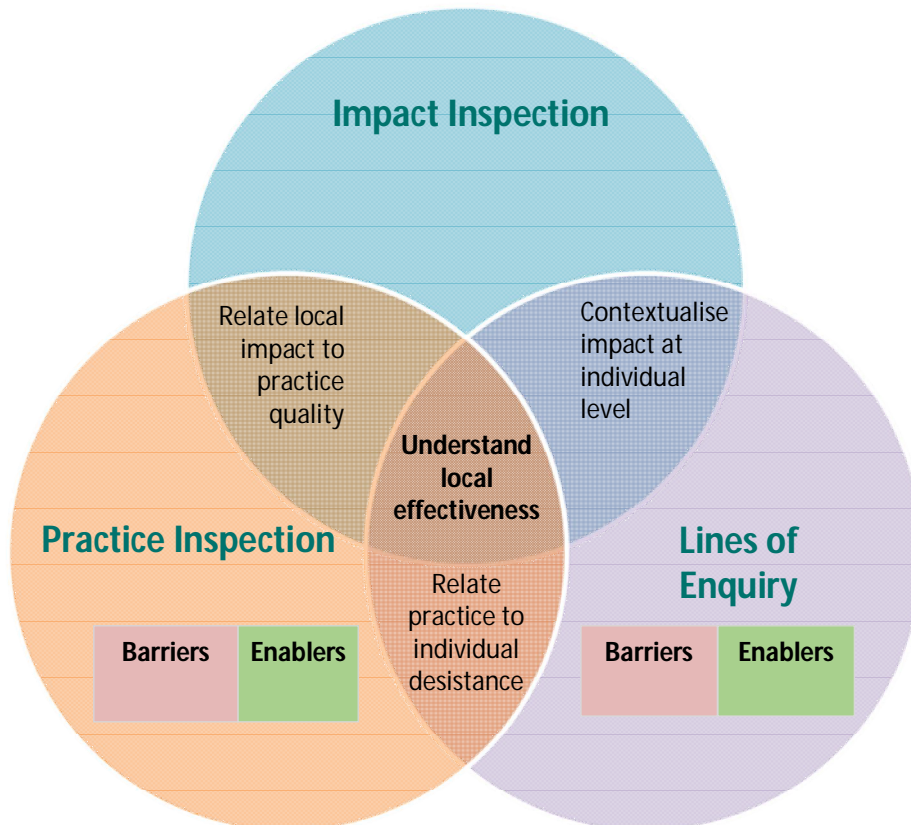 Impact Inspection
Relate local
impact to
practice
quality
Contextualise
impact at
individual
level
Understand
local
effectiveness
Practice Inspection
Lines of
Enquiry
Relate
practice to
individual
desistance
Barriers
Enablers
Barriers
Enablers